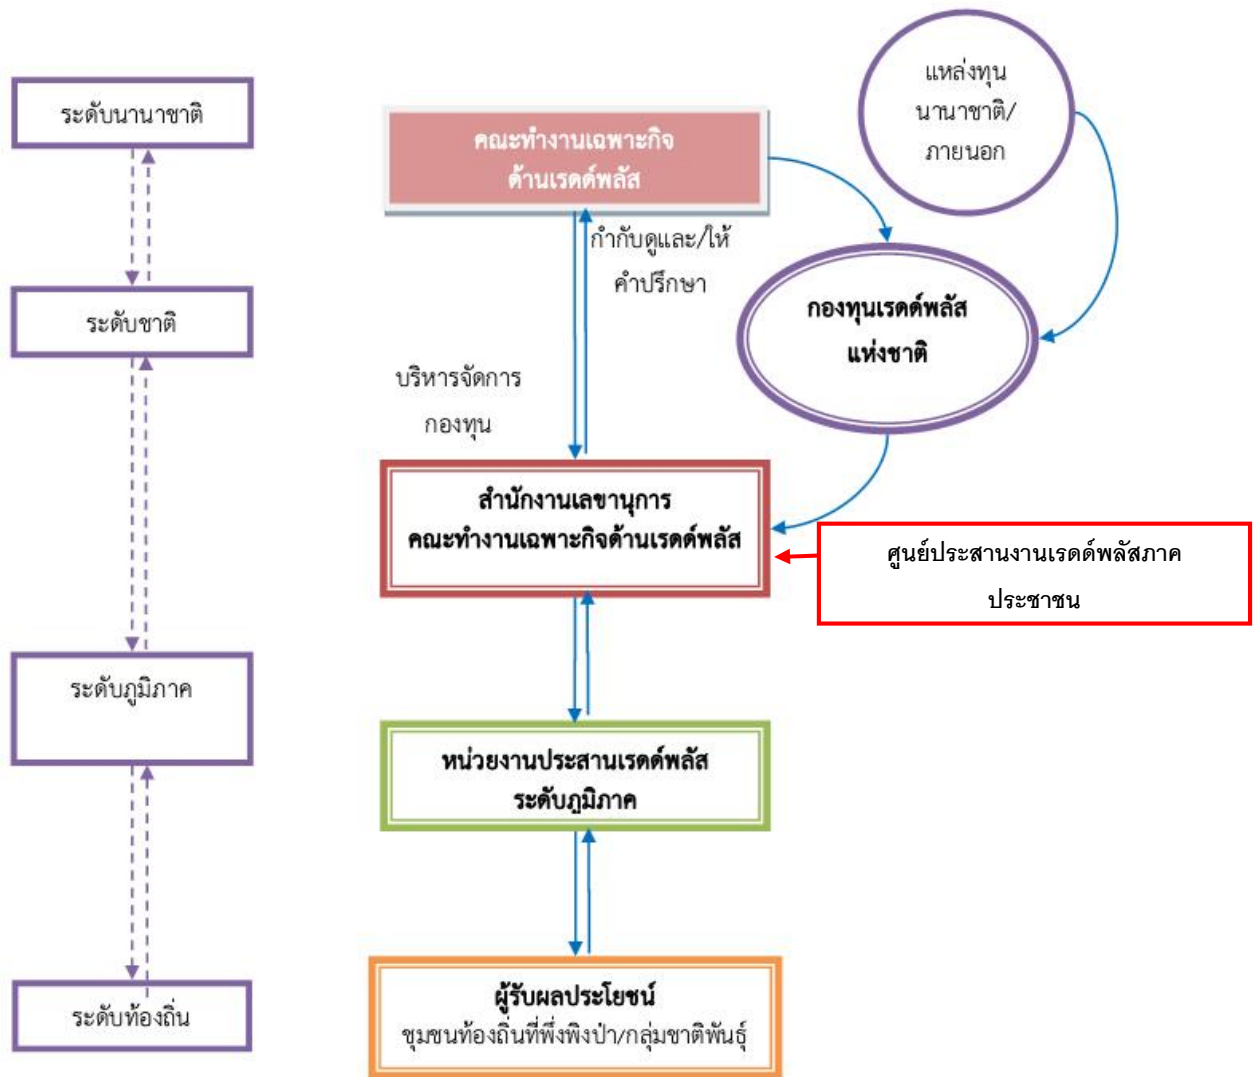 แหล่งทุน
นานาชาติ/
ภายนอก
ระดับนานาชาติ
คณะทำงานเฉพาะกิจ
ด้านเรดด์พลัส
กำกับดูและ/ให้
คำปรึกษา
ระดับชาติ
กองทุนเรดด์พลัส
แห่งชาติ
บริหารจัดการ
กองทุน
สำนักงานเลขานุการ
คณะทำงานเฉพาะกิจด้านเรดด์พลัส
ศูนย์ประสานงานเรดด์พลัสภาค
ประชาชน
ระดับภูมิภาค
หน่วยงานประสานเรดด์พลัส
ระดับภูมิภาค
ระดับท้องถิ่น
ผู้รับผลประโยชน์
ชุมชนท้องถิ่นที่พึ่งพิงป่า/กลุ่มชาติพันธุ์